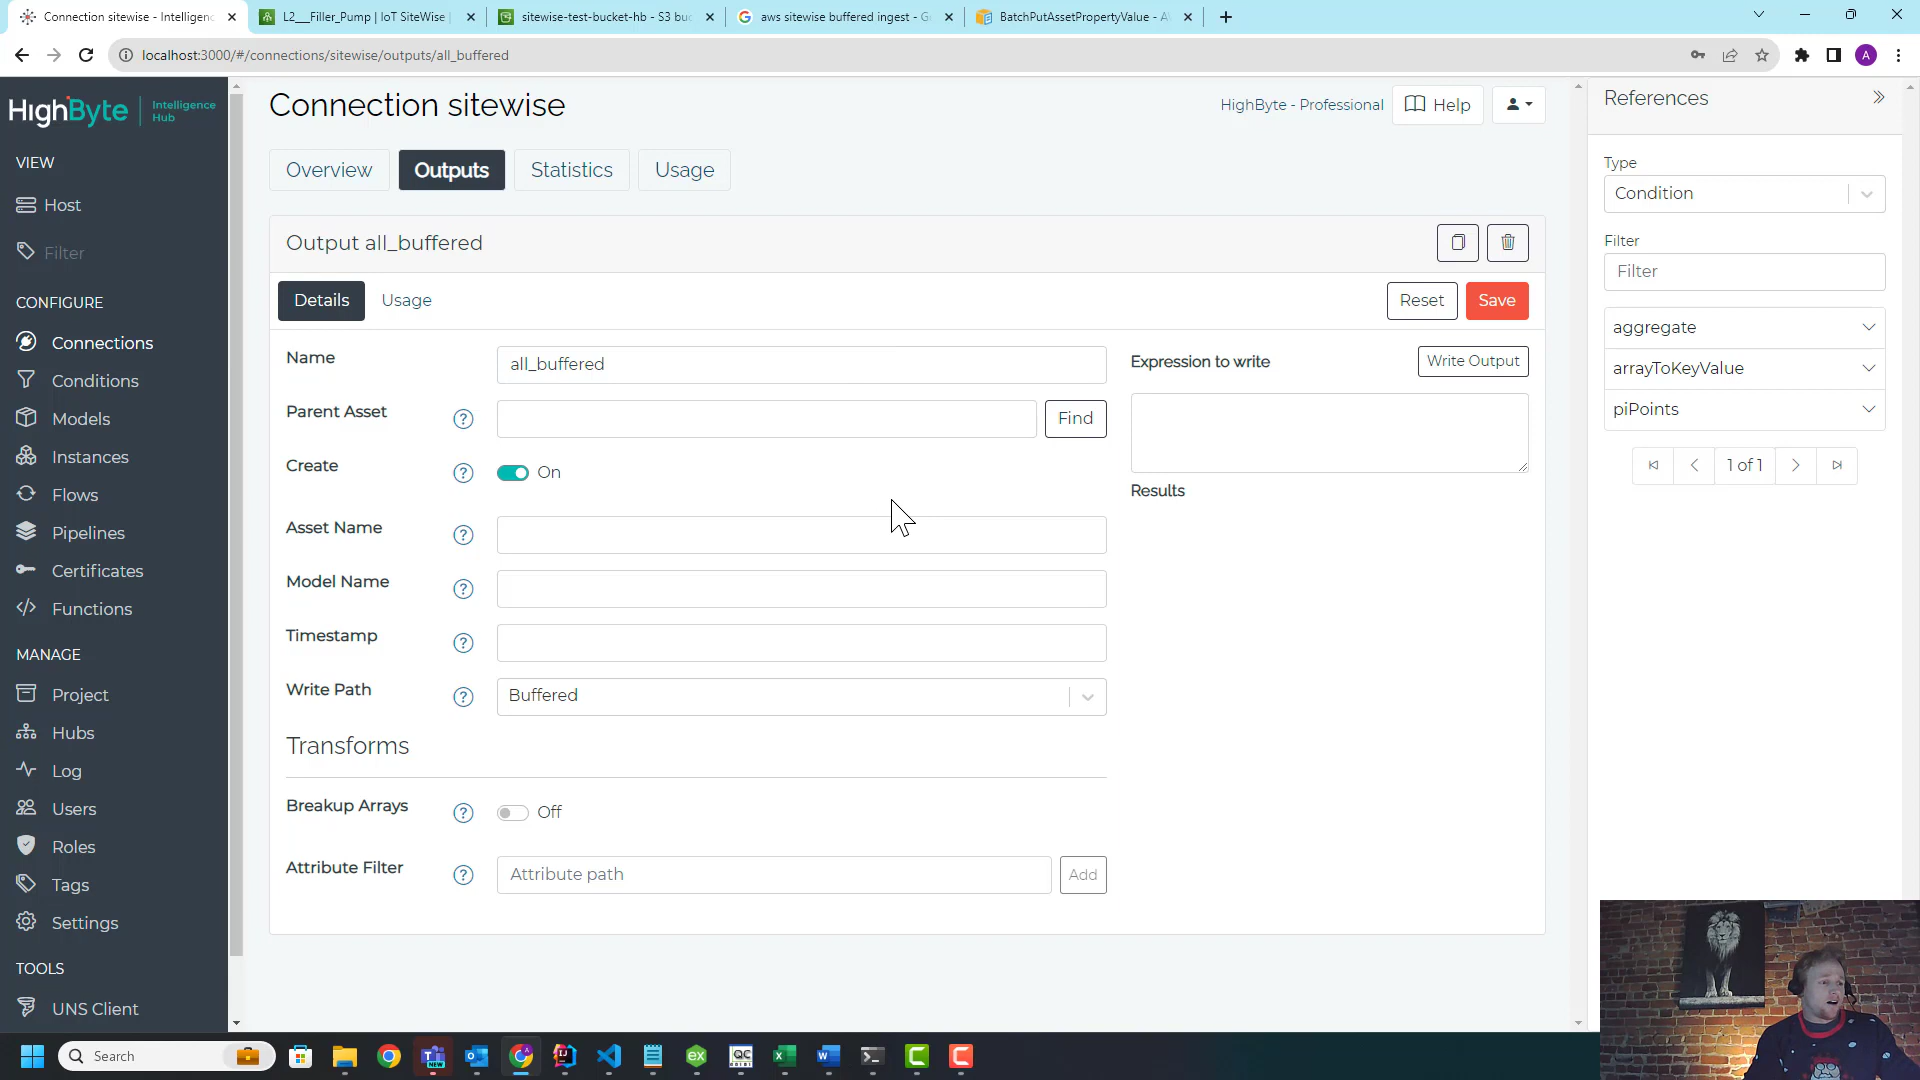 Connection sitewise - Intelligenc
L2___Filler_Pump | IoT SiteWise |
sitewise-test-bucket-hb - S3 buc
aws sitewise buffered ingest - G
BatchPutAssetPropertyValue - A
localhost:3000/#/connections/sitewise/outputs/all_buffered
A
HighByte | Intelligence Hub
VIEW
Host
Filter
CONFIGURE
Connections
Conditions
Models
Instances
Flows
Pipelines
Certificates
Functions
MANAGE
Project
Hubs
Log
Users
Roles
Tags
Settings
TOOLS
UNS Client
Connection sitewise
HighByte - Professional
Help
Overview
Outputs
Statistics
Usage
Output all_buffered
Details
Usage
Reset
Save
Name
all_buffered
Parent Asset
Find
Create
On
Asset Name
Model Name
Timestamp
Write Path
Buffered
Transforms
Breakup Arrays
Off
Attribute Filter
Attribute path
Add
Expression to write
Write Output
Results
References
Type
Condition
Filter
Filter
aggregate
arrayToKeyValue
piPoints
1 of 1
Search